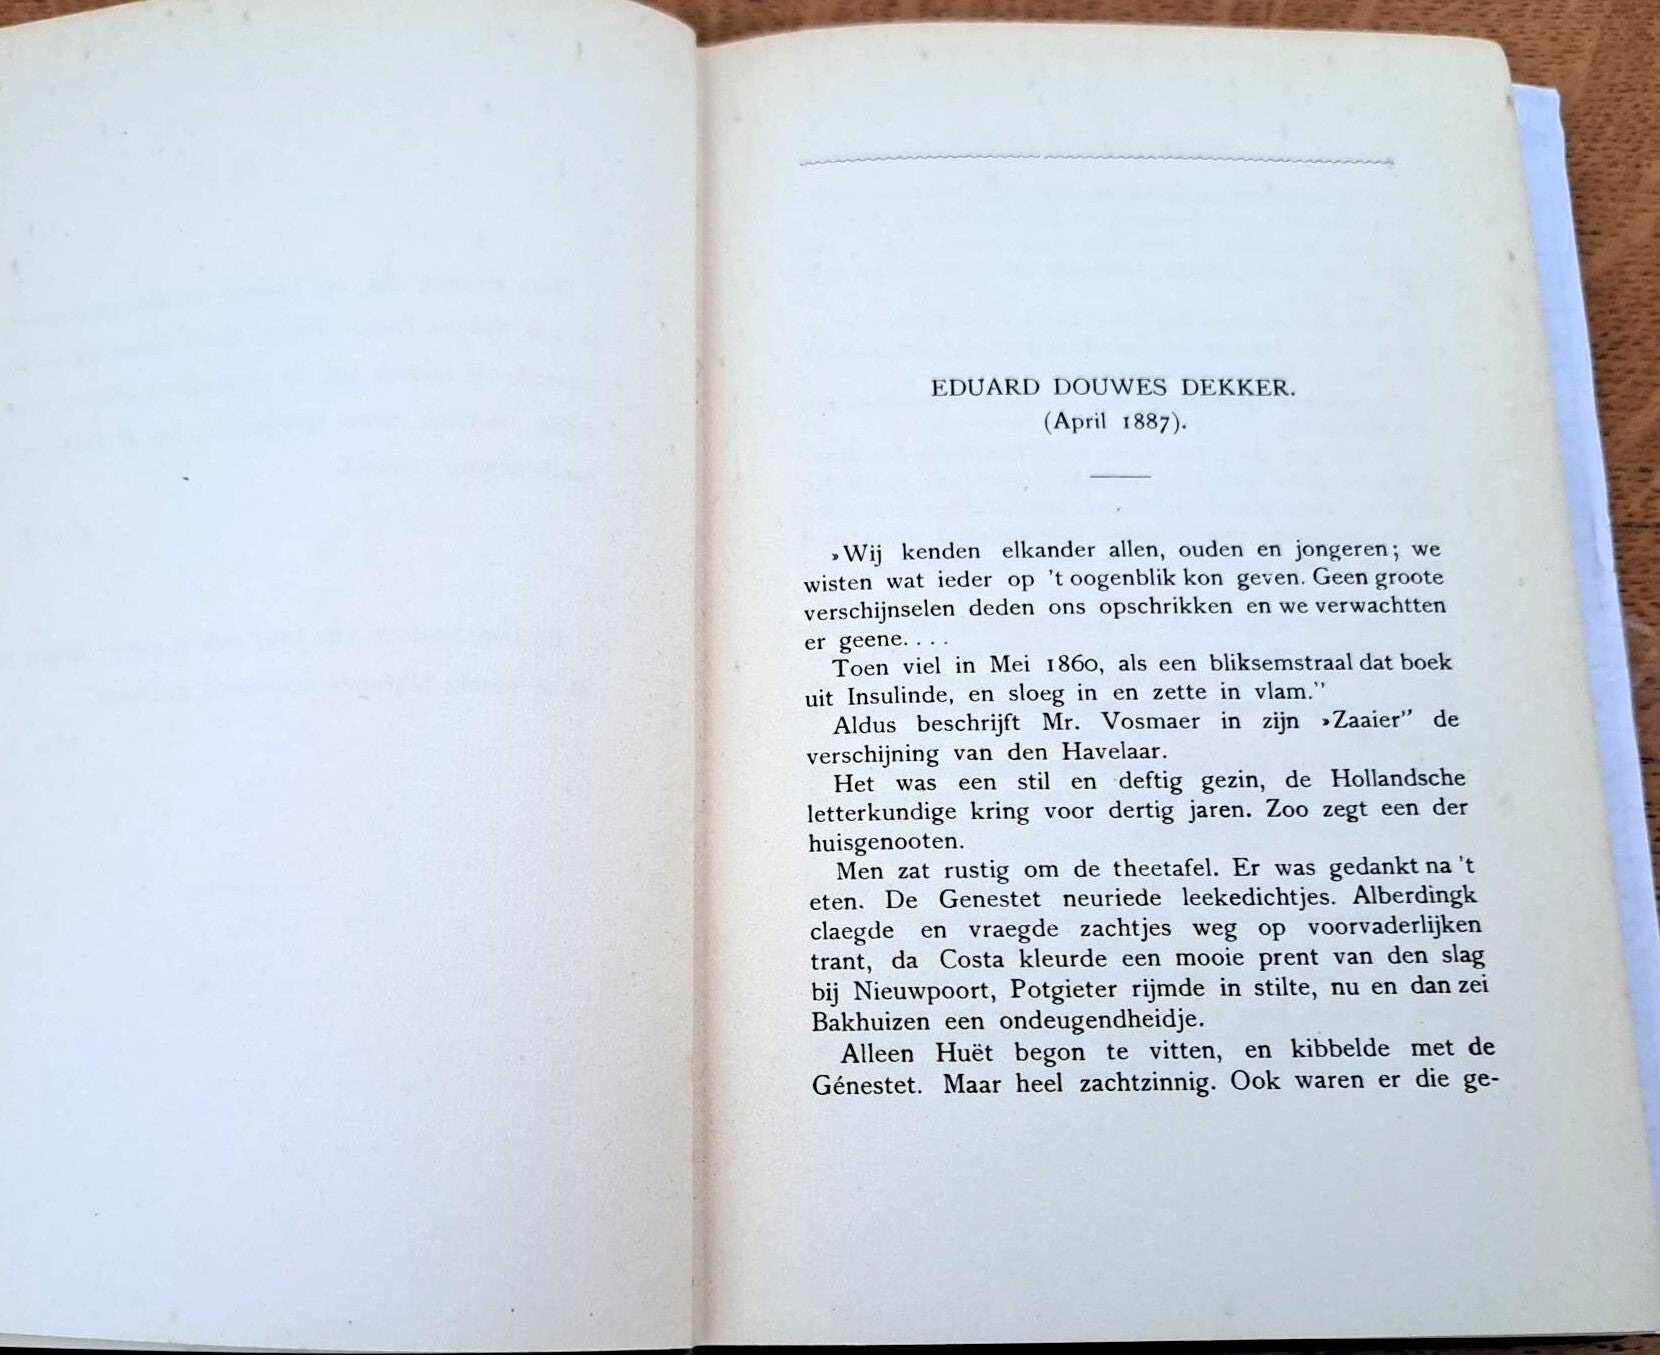 EDUARD DOUWES DEKKER.
(April 1887).
»Wij kenden elkander allen, ouden en jongeren; we
wisten wat ieder op 't oogenblik kon geven. Geen groote
verschijnselen deden ons opschrikken en we verwachtten
er geene....
Toen viel in Mei 1860, als een bliksemstraal dat boek
uit Insulinde, en sloeg in en zette in vlam.”
Aldus beschrijft Mr. Vosmaer in zijn »Zaaier” de
verschijning van den Havelaar.
Het was een stil en deftig gezin, de Hollandsche
letterkundige kring voor dertig jaren. Zoo zegt een der
huisgenooten.
Men zat rustig om de theetafel. Er was gedankt na 't
eten. De Genestet neuriede leekedichtjes. Alberdingk
claegde en vraegde zachtjes weg op voorvaderlijken
trant, da Costa kleurde een mooie prent van den slag
bij Nieuwpoort, Potgieter rijmde in stilte, nu en dan zei
Bakhuizen een ondeugendheidje.
Alleen Huët begon te vitten, en kibbelde met de
Génestet. Maar heel zachtzinnig. Ook waren er die ge-